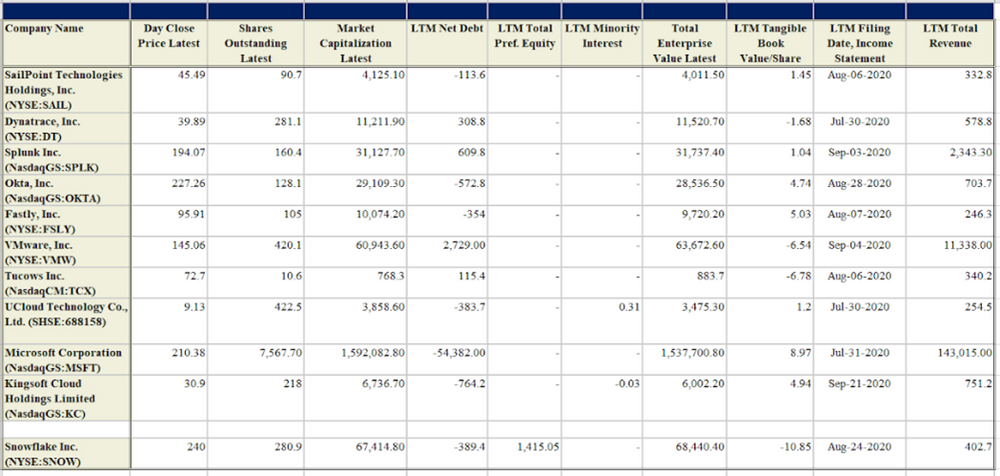 Company Name Day Close Price Latest Shares Outstanding Latest Market Capitalization Latest LTM Net Debt LTM Total Pref. Equity LTM Minority Interest Total Enterprise Value Latest LTM Tangible Book Value/Share LTM Filing Date, Income Statement LTM Total Revenue
SailPoint Technologies Holdings, Inc. (NYSE:SAIL) 45.49 90.7 4,125.10 -113.6 - - 4,011.50 1.45 Aug-06-2020 332.8
Dynatrace, Inc. (NYSE:DT) 39.89 281.1 11,211.90 308.8 - - 11,520.70 -1.68 Jul-30-2020 578.8
Splunk Inc. (NasdaqGS:SPLK) 194.07 160.4 31,127.70 609.8 - - 31,737.40 1.04 Sep-03-2020 2,343.30
Okta, Inc. (NasdaqGS:OKTA) 227.26 128.1 29,109.30 -572.8 - - 28,536.50 4.74 Aug-28-2020 703.7
Fastly, Inc. (NYSE:FSLY) 95.91 105 10,074.20 -354 - - 9,720.20 5.03 Aug-07-2020 246.3
VMware, Inc. (NYSE:VMW) 145.06 420.1 60,943.60 2,729.00 - - 63,672.60 -6.54 Sep-04-2020 11,338.00
Tucows Inc. (NasdaqCM:TCX) 72.7 10.6 768.3 115.4 - - 883.7 -6.78 Aug-06-2020 340.2
UCloud Technology Co., Ltd. (SHSE:688158) 9.13 422.5 3,858.60 -383.7 - 0.31 3,475.30 1.2 Jul-30-2020 254.5
Microsoft Corporation (NasdaqGS:MSFT) 210.38 7,567.70 1,592,082.80 -54,382.00 - - 1,537,700.80 8.97 Jul-31-2020 143,015.00
Kingsoft Cloud Holdings Limited (NasdaqGS:KC) 30.9 218 6,736.70 -764.2 - -0.03 6,002.20 4.94 Sep-21-2020 751.2
Snowflake Inc. (NYSE:SNOW) 240 280.9 67,414.80 -389.4 1,415.05 - 68,440.40 -10.85 Aug-24-2020 402.7